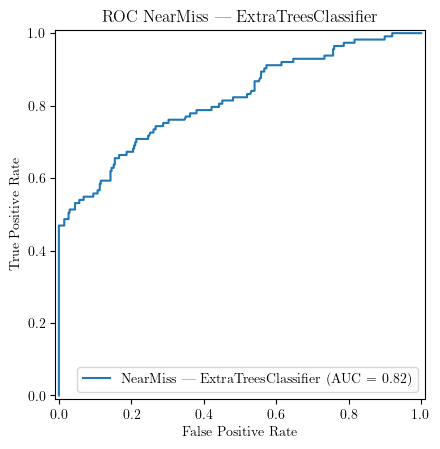 ROC NearMiss — ExtraTreesClassifier
True Positive Rate
1.0
0.8
0.6
0.4
0.2
0.0
NearMiss — ExtraTreesClassifier (AUC = 0.82)
0.0 0.2 0.4 0.6 0.8 1.0
False Positive Rate